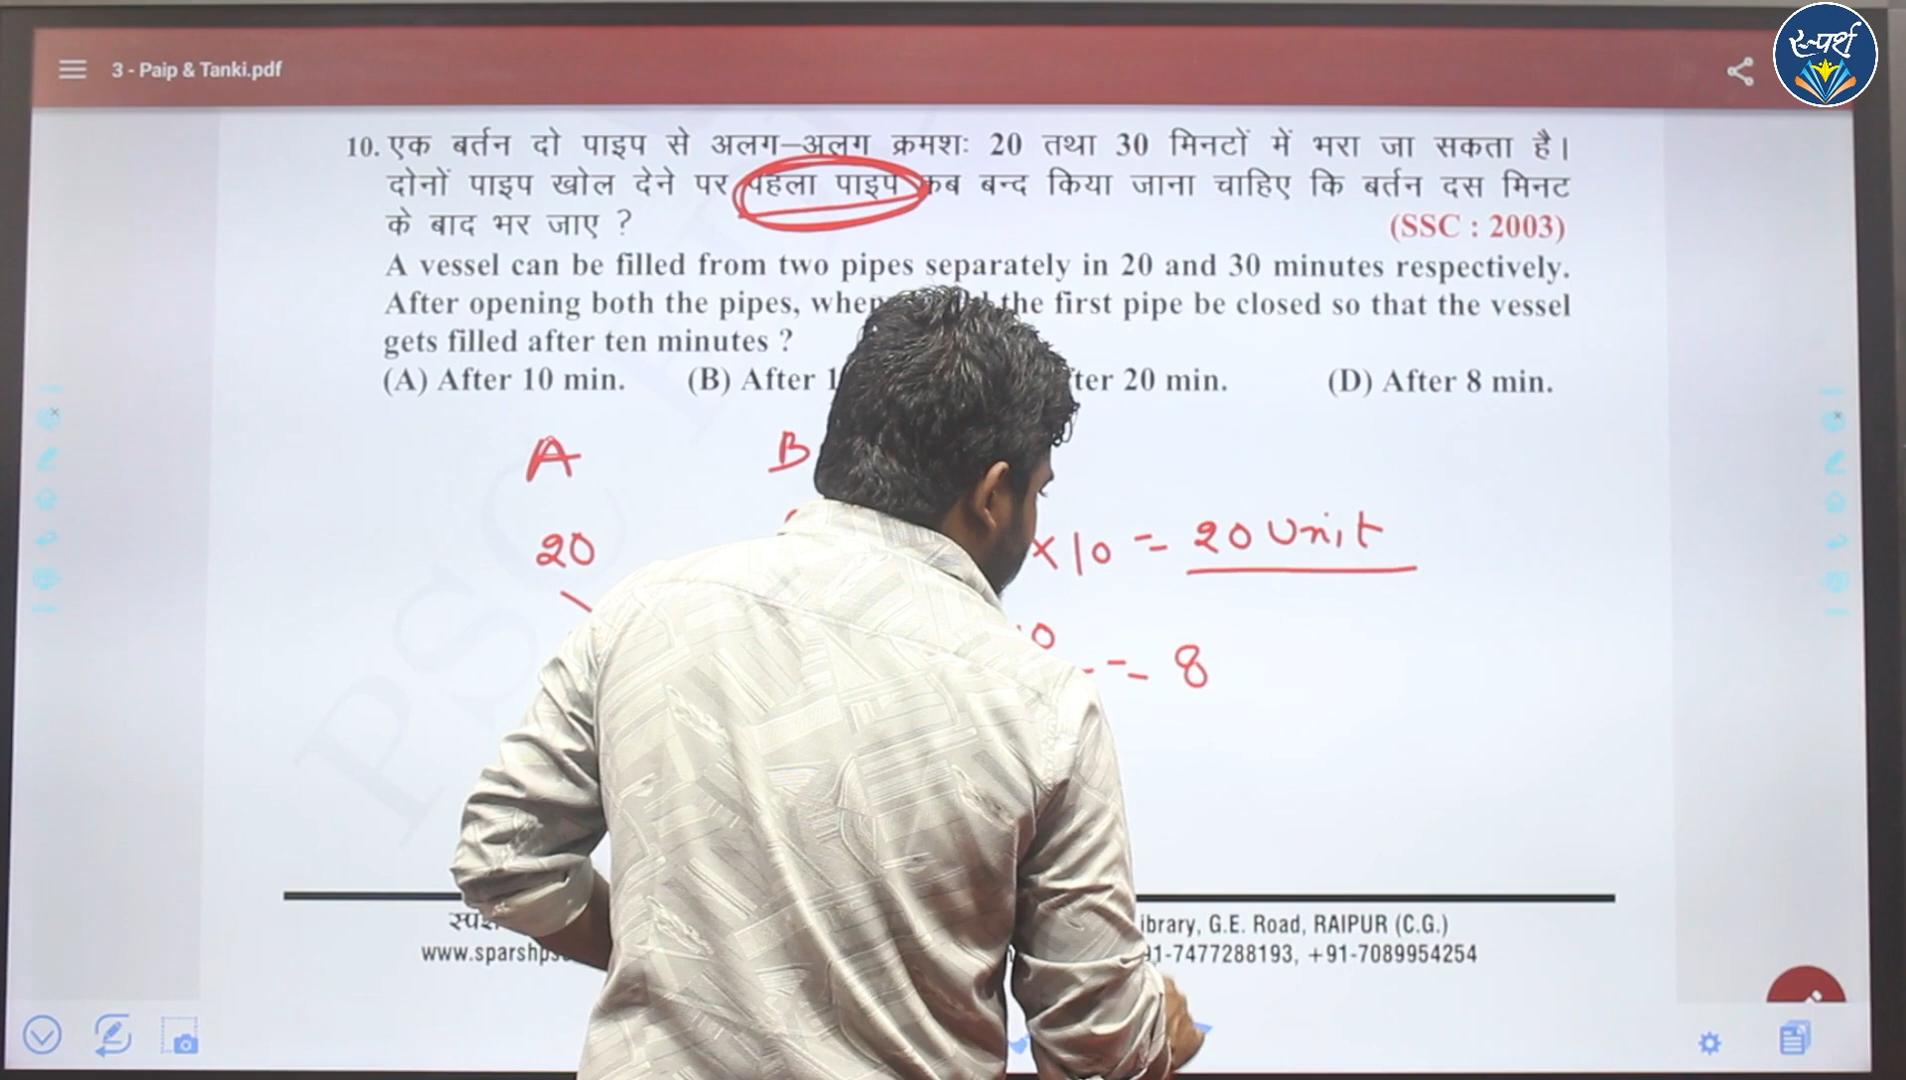 स्पर्श
3 - Paip & Tanki.pdf
10. एक बर्तन दो पाइप से अलग–अलग क्रमशः 20 तथा 30 मिनटों में भरा जा सकता है।
दोनों पाइप खोल देने पर पहला पाइप कब बन्द किया जाना चाहिए कि बर्तन दस मिनट
के बाद भर जाए ? (SSC : 2003)
A vessel can be filled from two pipes separately in 20 and 30 minutes respectively.
After opening both the pipes, when the first pipe be closed so that the vessel
gets filled after ten minutes ?
(A) After 10 min. (B) After 1 ter 20 min. (D) After 8 min.
A B
20 × 10 = 20 Unit
0 = 8
ibrary, G.E. Road, RAIPUR (C.G.)
www.sparshps 91-7477288193, +91-7089954254